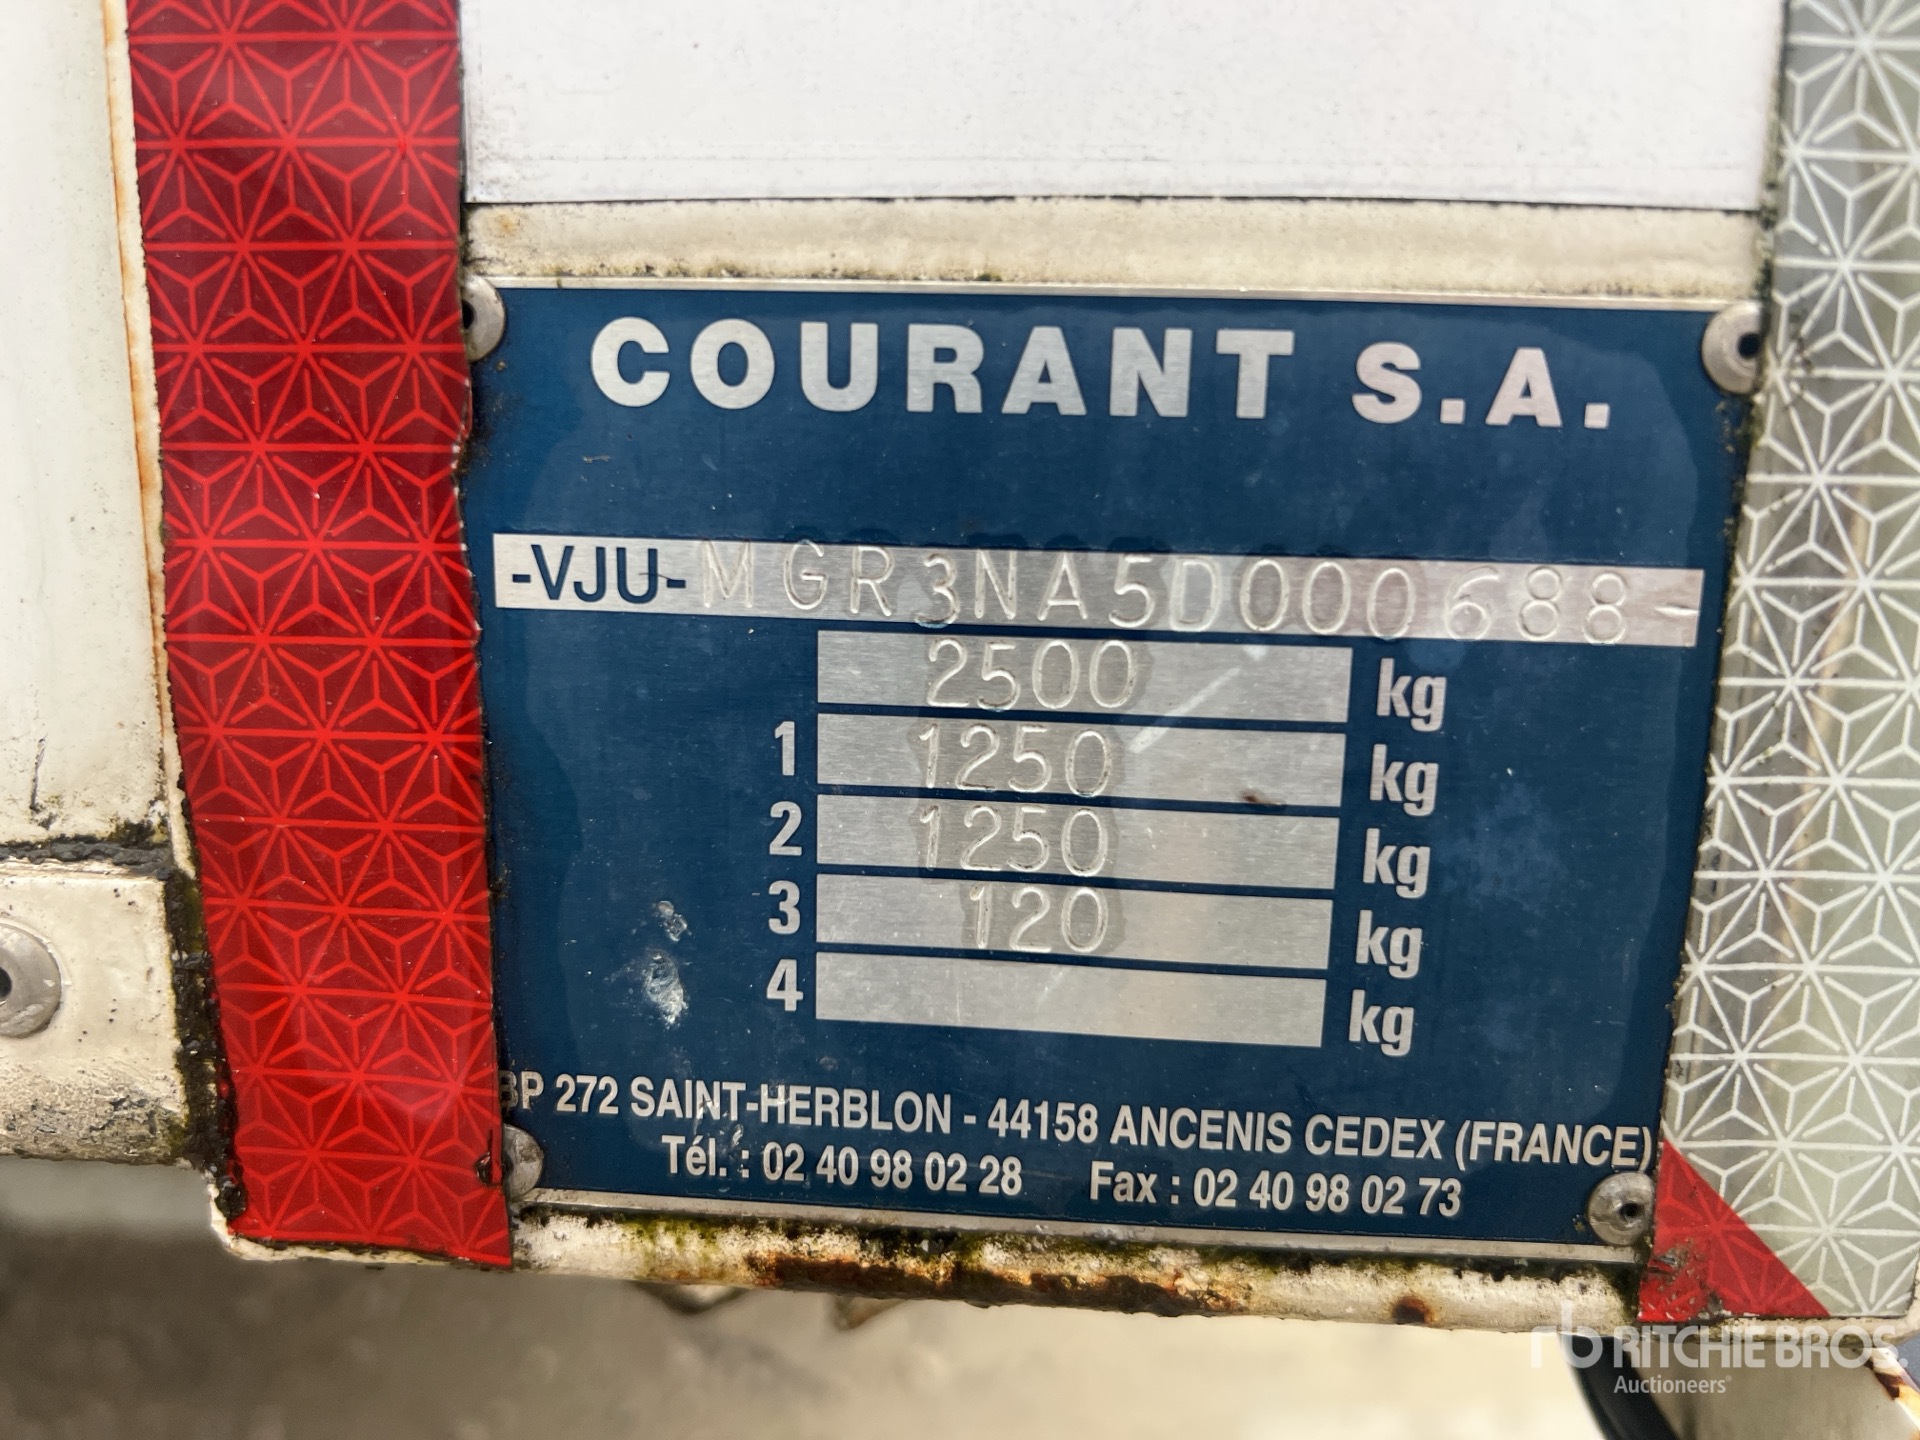 COURANT S.A.
-VJU-MGR3NA5D000688-
2500 kg
1 1250 kg
2 1250 kg
3 120 kg
4 kg
BP 272 SAINT-HERBLON - 44158 ANCENIS CEDEX (FRANCE)
Tél. : 02 40 98 02 28 Fax : 02 40 98 02 73
rb RITCHIE BROS.
Auctioneers